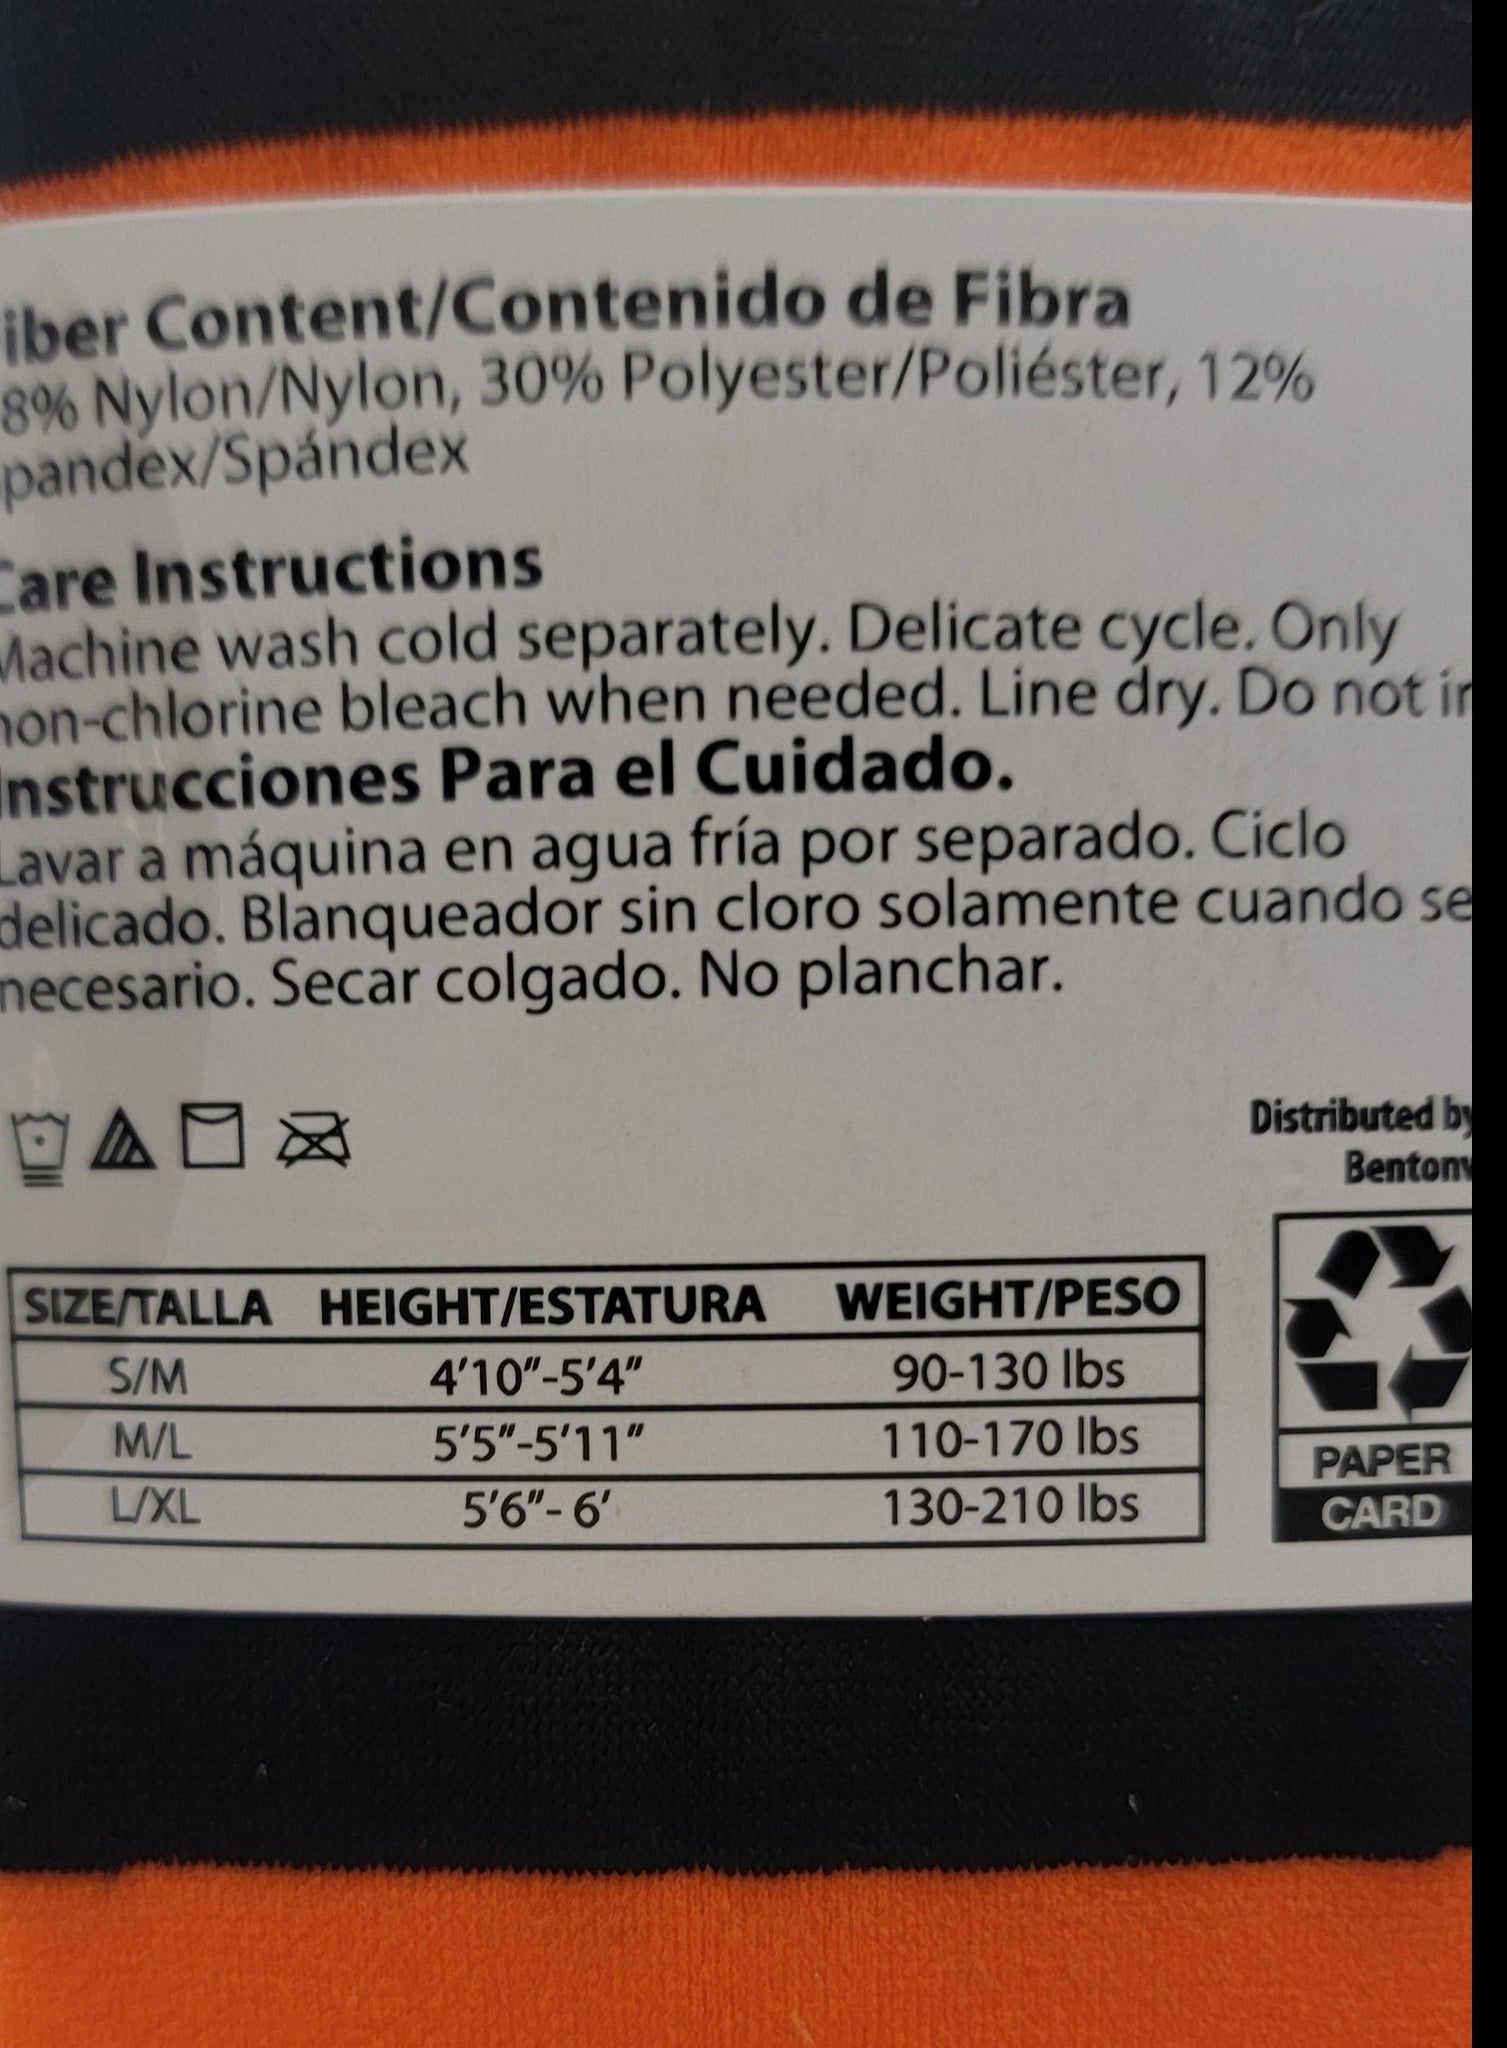 iber Content/Contenido de Fibra
8% Nylon/Nylon, 30% Polyester/Poliéster, 12%
pandex/Spándex
Care Instructions
Machine wash cold separately. Delicate cycle. Only
non-chlorine bleach when needed. Line dry. Do not ir
Instrucciones Para el Cuidado.
Lavar a máquina en agua fría por separado. Ciclo
delicado. Blanqueador sin cloro solamente cuando se
necesario. Secar colgado. No planchar.
Distributed by
Bentonv
SIZE/TALLA HEIGHT/ESTATURA WEIGHT/PESO
S/M 4'10"-5'4" 90-130 lbs
M/L 5'5"-5'11" 110-170 lbs
L/XL 5'6"- 6' 130-210 lbs
PAPER
CARD